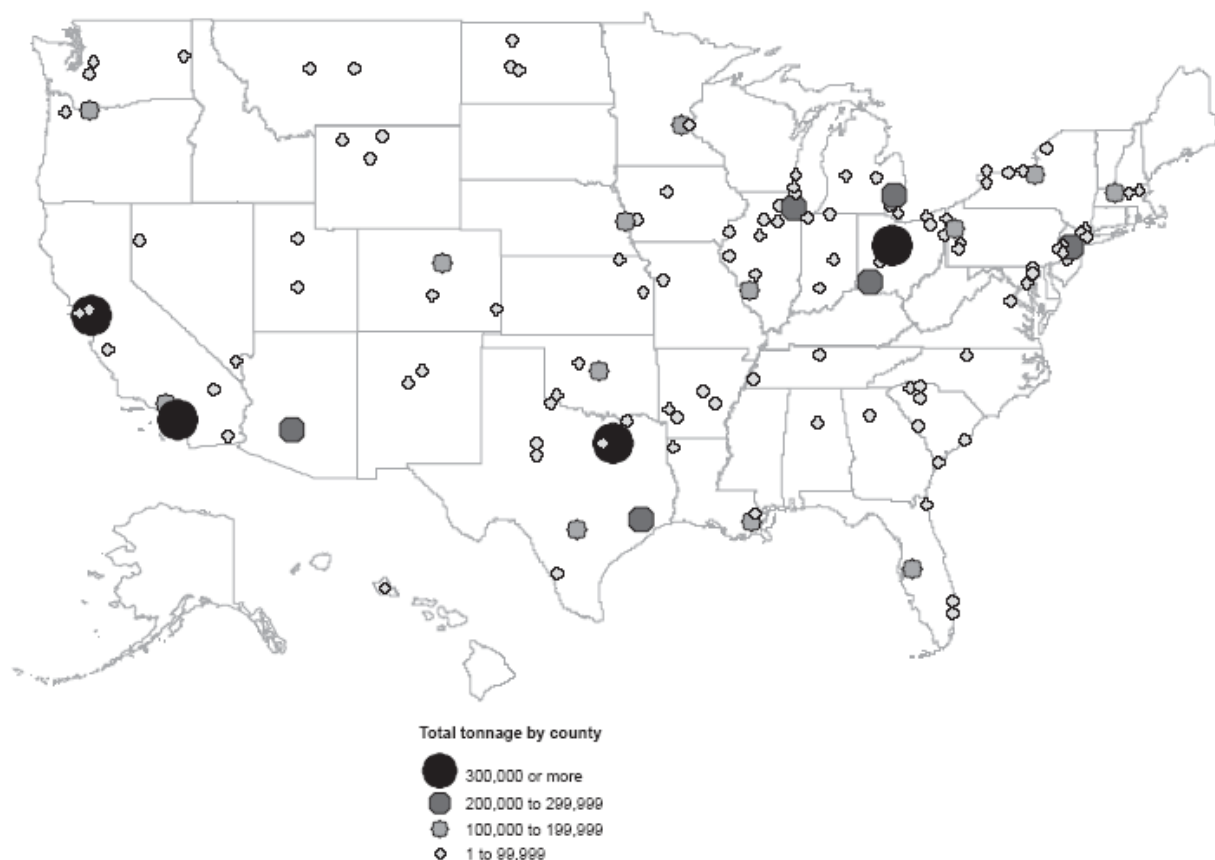 Total tonnage by county
300,000 or more
200,000 to 299,999
100,000 to 199,999
1 to 99,999